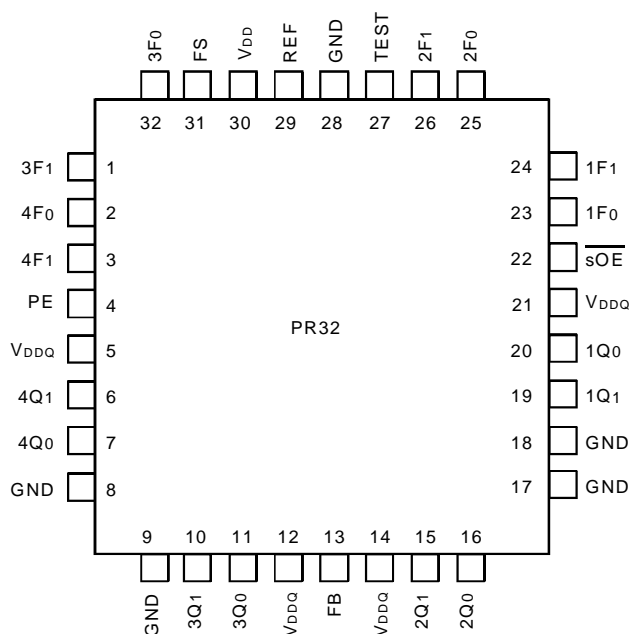 3F0 FS VDD REF GND TEST 2F1 2F0
32 31 30 29 28 27 26 25
3F1 1 24 1F1
4F0 2 23 1F0
4F1 3 22 sOE
PE 4 21 VDDQ
PR32
VDDQ 5 20 1Q0
4Q1 6 19 1Q1
4Q0 7 18 GND
GND 8 17 GND
9 10 11 12 13 14 15 16
GND 3Q1 3Q0 VDDQ FB VDDQ 2Q1 2Q0